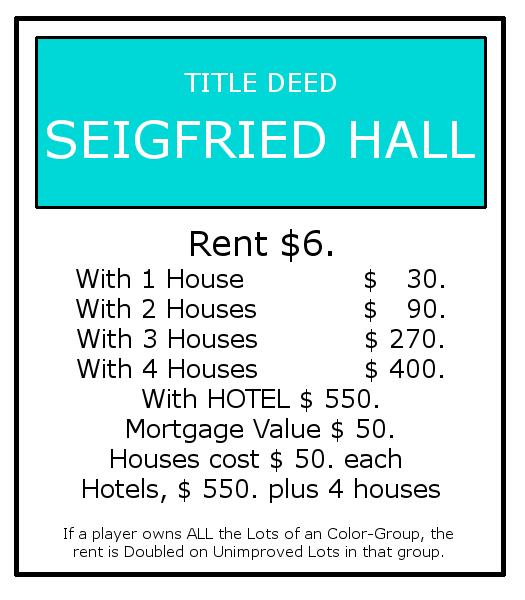 TITLE DEED
SEIGFRIED HALL
Rent $6.
With 1 House $ 30.
With 2 Houses $ 90.
With 3 Houses $ 270.
With 4 Houses $ 400.
With HOTEL $ 550.
Mortgage Value $ 50.
Houses cost $ 50. each
Hotels, $ 550. plus 4 houses
If a player owns ALL the Lots of an Color-Group, the
rent is Doubled on Unimproved Lots in that group.